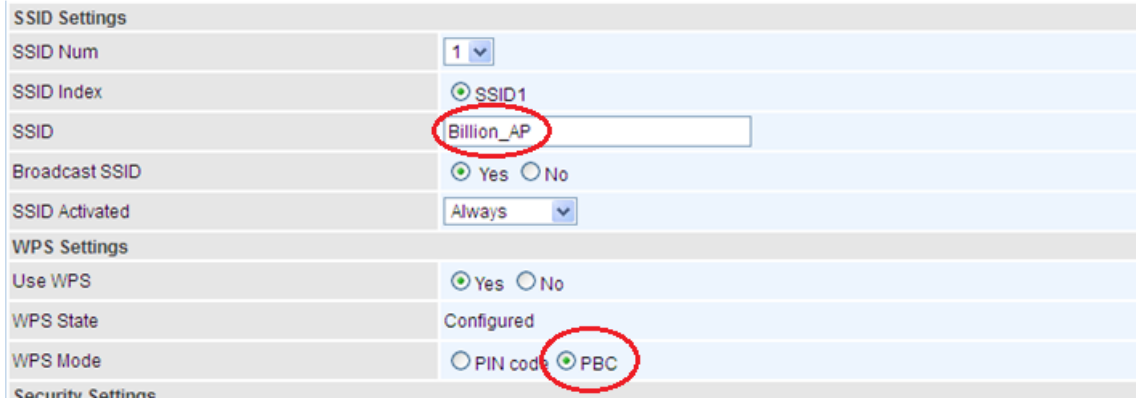 SSID Settings
SSID Num 1
SSID Index SSID1
SSID Billion_AP
Broadcast SSID Yes No
SSID Activated Always
WPS Settings
Use WPS Yes No
WPS State Configured
WPS Mode PIN code PBC
Security Settings